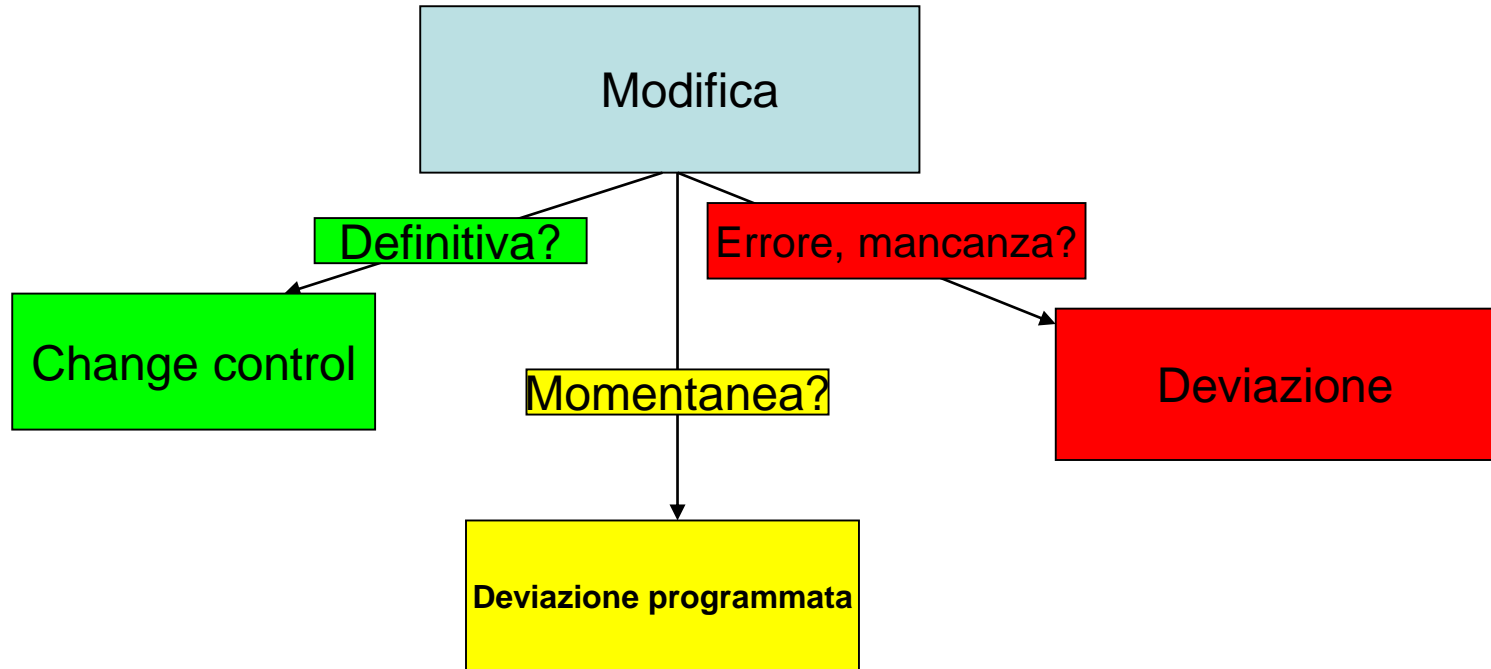 Modifica
Definitiva?
Errore, mancanza?
Change control
Momentanea?
Deviazione
Deviazione programmata